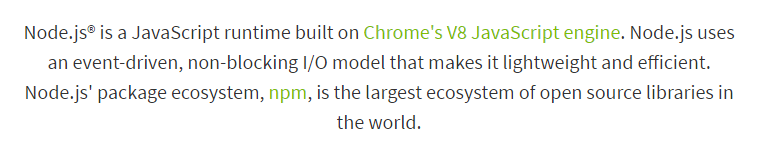 Node.js® is a JavaScript runtime built on Chrome's V8 JavaScript engine. Node.js uses
an event-driven, non-blocking I/O model that makes it lightweight and efficient.
Node.js' package ecosystem, npm, is the largest ecosystem of open source libraries in
the world.